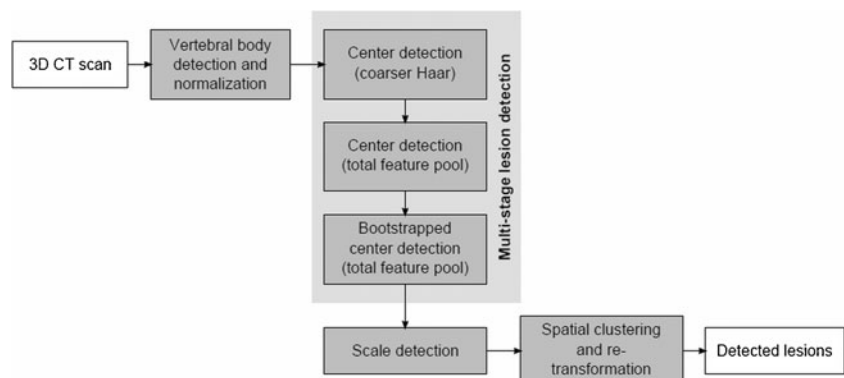 3D CT scan
Vertebral body
detection and
normalization
Center detection
(coarser Haar)
Center detection
(total feature pool)
Bootstrapped
center detection
(total feature pool)
Multi-stage lesion detection
Scale detection
Spatial clustering
and re-
transformation
Detected lesions